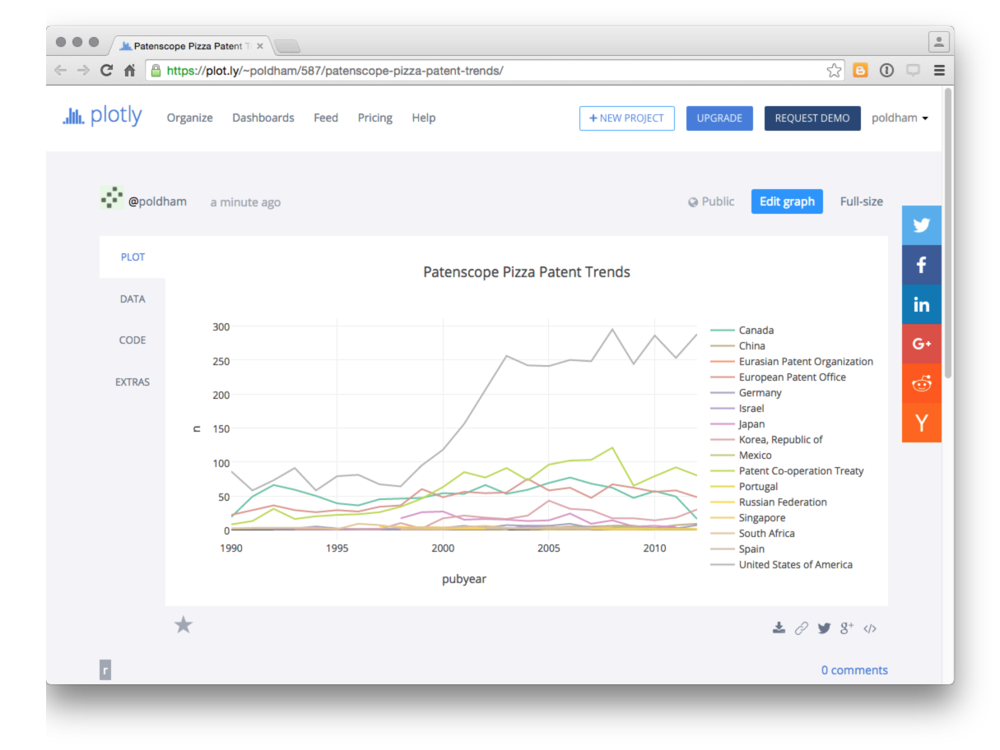 Patenscope Pizza Patent T
https://plot.ly/~poldham/587/patenscope-pizza-patent-trends/
plotly Organize Dashboards Feed Pricing Help + NEW PROJECT UPGRADE REQUEST DEMO poldham
@poldham a minute ago Public Edit graph Full-size
PLOT
DATA
CODE
EXTRAS
Patenscope Pizza Patent Trends
300
250
200
150
100
50
0
n
1990 1995 2000 2005 2010
pubyear
Canada
China
Eurasian Patent Organization
European Patent Office
Germany
Israel
Japan
Korea, Republic of
Mexico
Patent Co-operation Treaty
Portugal
Russian Federation
Singapore
South Africa
Spain
United States of America
f
in
G+
Y
g+ </>
r
0 comments